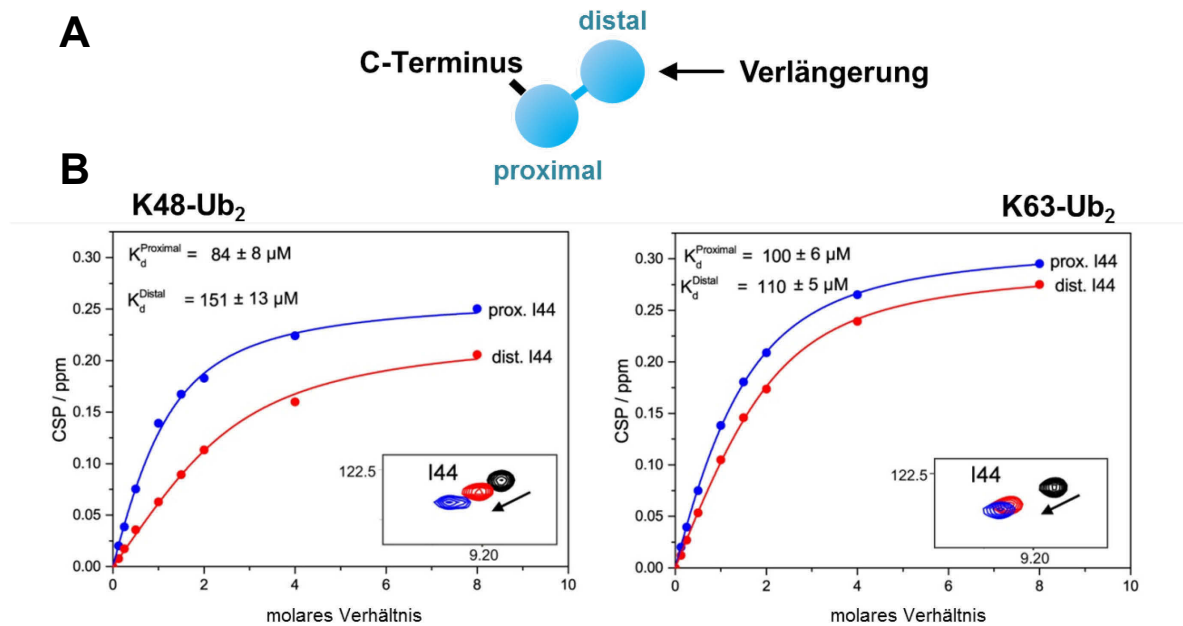 A
distal
C-Terminus
Verlängerung
proximal
B
K48-Ub₂
K63-Ub₂
K_d^Proximal = 84 ± 8 µM
K_d^Distal = 151 ± 13 µM
prox. I44
dist. I44
CSP / ppm
0.30
0.25
0.20
0.15
0.10
0.05
0.00
I44
122.5
9.20
0 2 4 6 8 10
molares Verhältnis
K_d^Proximal = 100 ± 6 µM
K_d^Distal = 110 ± 5 µM
prox. I44
dist. I44
CSP / ppm
0.30
0.25
0.20
0.15
0.10
0.05
0.00
I44
122.5
9.20
0 2 4 6 8 10
molares Verhältnis